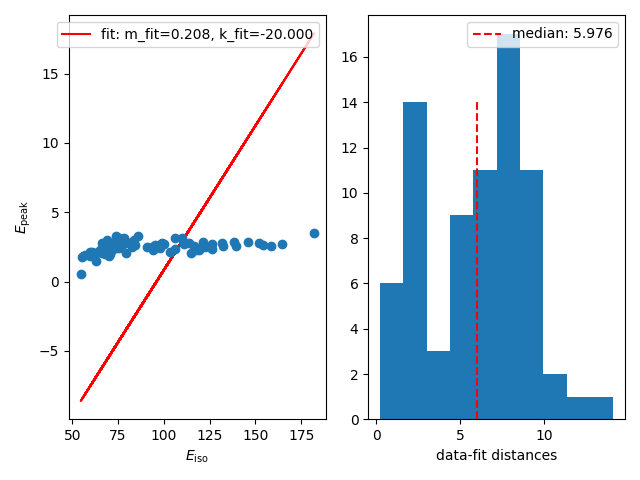 fit: m_fit=0.208, k_fit=-20.000
15
10
5
0
−5
E_peak
50 75 100 125 150 175
E_iso
median: 5.976
16
14
12
10
8
6
4
2
0
0 5 10
data-fit distances